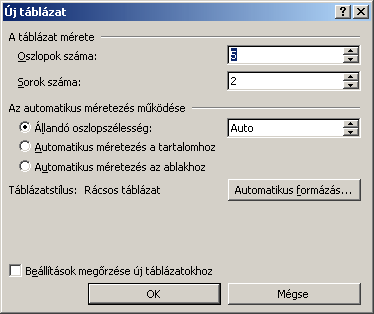 Új táblázat
A táblázat mérete
Oszlopok száma: 5
Sorok száma: 2
Az automatikus méretezés működése
Állandó oszlopszélesség: Auto
Automatikus méretezés a tartalomhoz
Automatikus méretezés az ablakhoz
Táblázatstílus: Rácsos táblázat Automatikus formázás...
Beállítások megőrzése új táblázatokhoz
OK Mégse